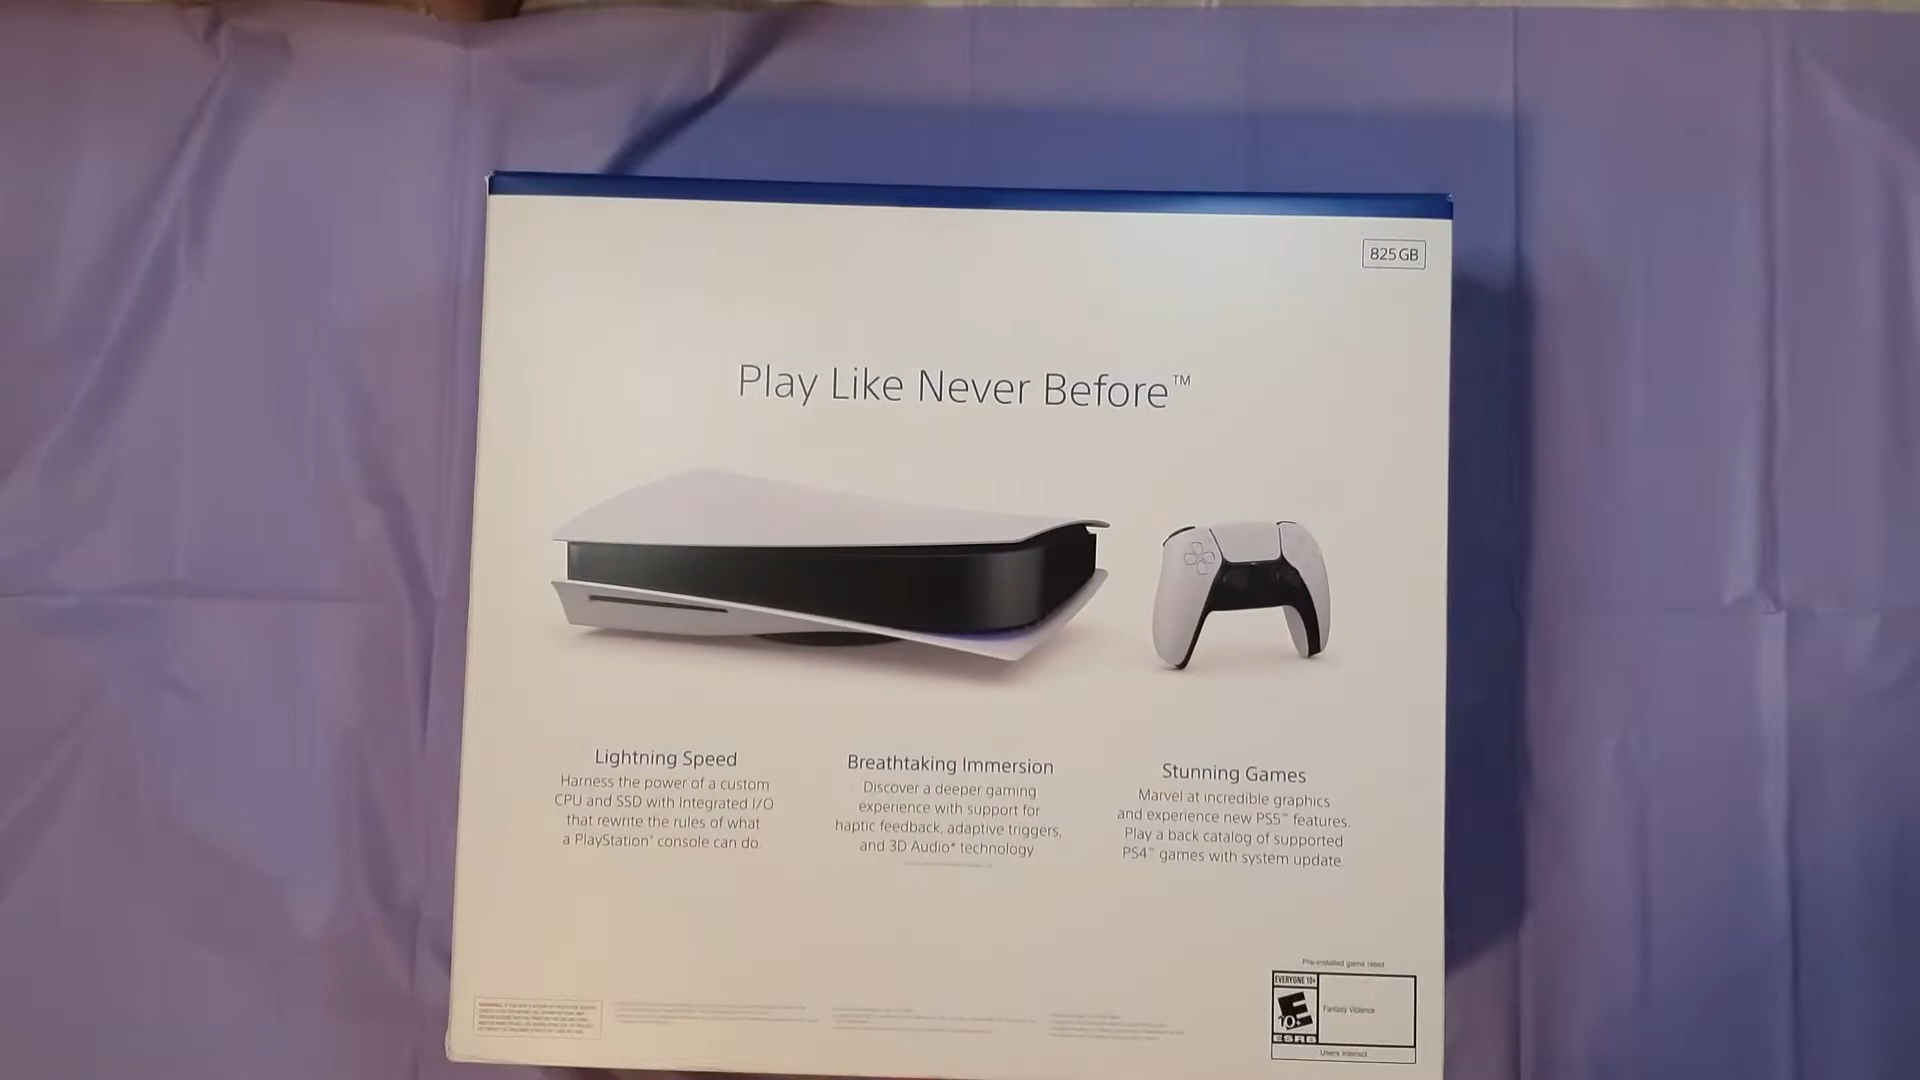 825 GB
Play Like Never Before™
Lightning Speed
Harness the power of a custom
CPU and SSD with Integrated I/O
that rewrite the rules of what
a PlayStation® console can do.
Breathtaking Immersion
Discover a deeper gaming
experience with support for
haptic feedback, adaptive triggers,
and 3D Audio* technology.
Stunning Games
Marvel at incredible graphics
and experience new PS5™ features.
Play a back catalog of supported
PS4™ games with system update.
Pre-installed game rated
EVERYONE 10+
E
10+
ESRB
Fantasy Violence
Users Interact